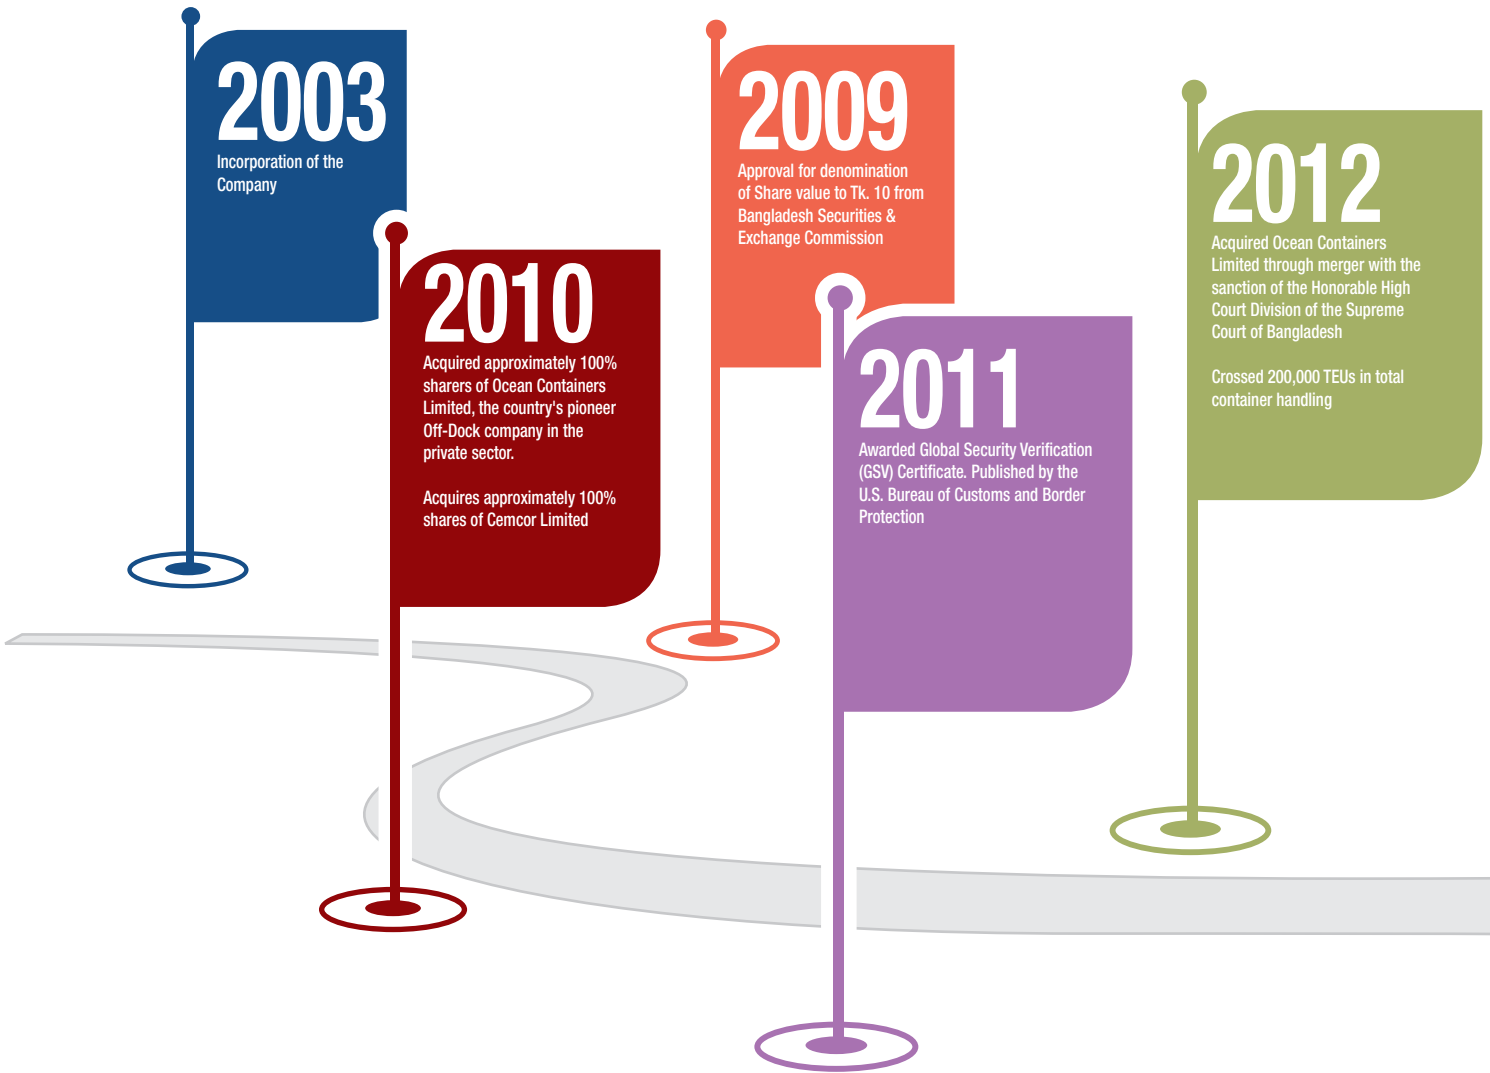 2003
Incorporation of the
Company
2010
Acquired approximately 100%
sharers of Ocean Containers
Limited, the country's pioneer
Off-Dock company in the
private sector.
Acquires approximately 100%
shares of Cemcor Limited
2009
Approval for denomination
of Share value to Tk. 10 from
Bangladesh Securities &
Exchange Commission
2011
Awarded Global Security Verification
(GSV) Certificate. Published by the
U.S. Bureau of Customs and Border
Protection
2012
Acquired Ocean Containers
Limited through merger with the
sanction of the Honorable High
Court Division of the Supreme
Court of Bangladesh
Crossed 200,000 TEUs in total
container handling